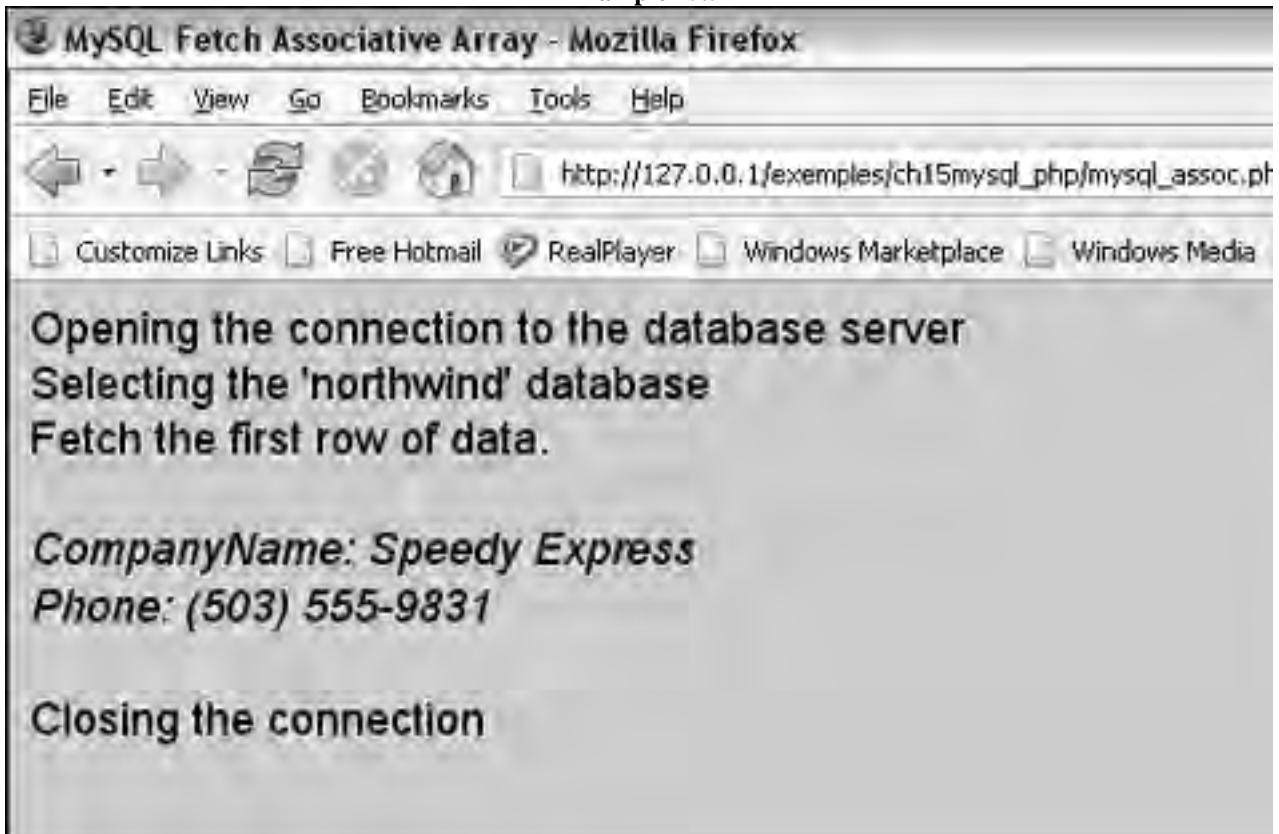 MySQL Fetch Associative Array - Mozilla Firefox
File Edit View Go Bookmarks Tools Help
http://127.0.0.1/exemples/ch15mysql_php/mysql_assoc.ph
Customize Links Free Hotmail RealPlayer Windows Marketplace Windows Media
Opening the connection to the database server
Selecting the 'northwind' database
Fetch the first row of data.
CompanyName: Speedy Express
Phone: (503) 555-9831
Closing the connection